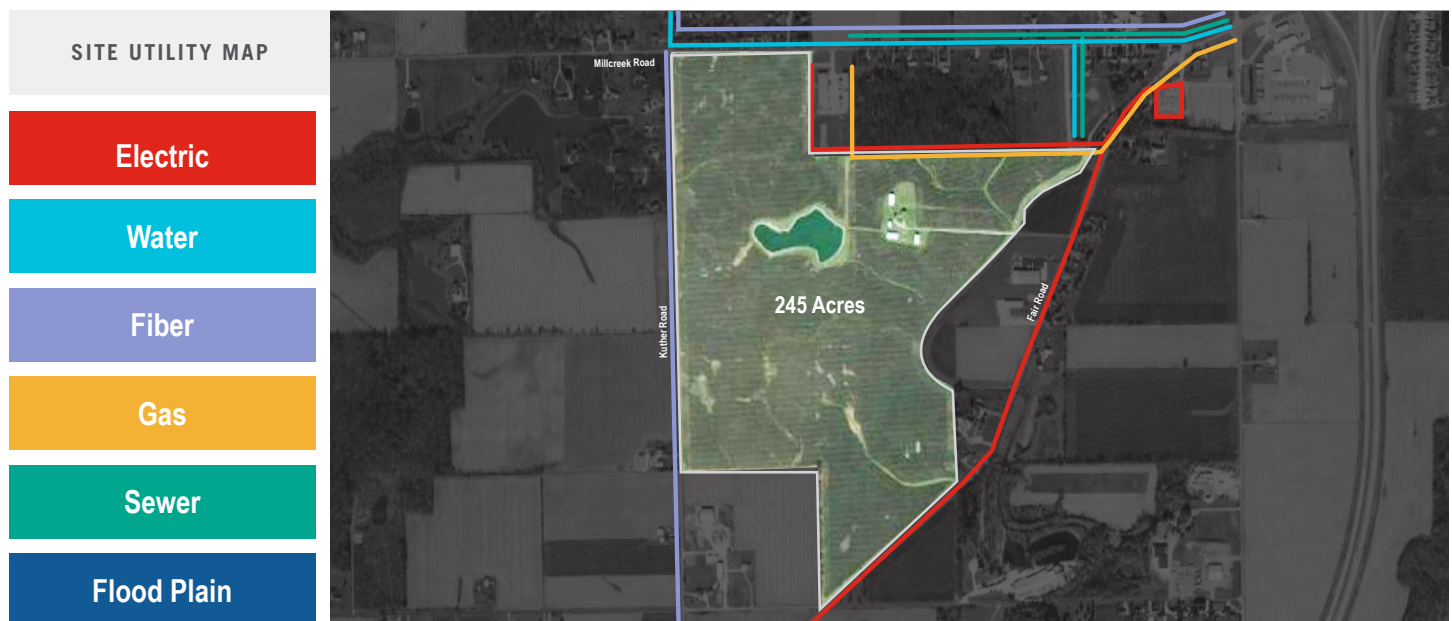 SITE UTILITY MAP
Electric
Water
Fiber
Gas
Sewer
Flood Plain
Millcreek Road
Kuther Road
245 Acres
Fair Road